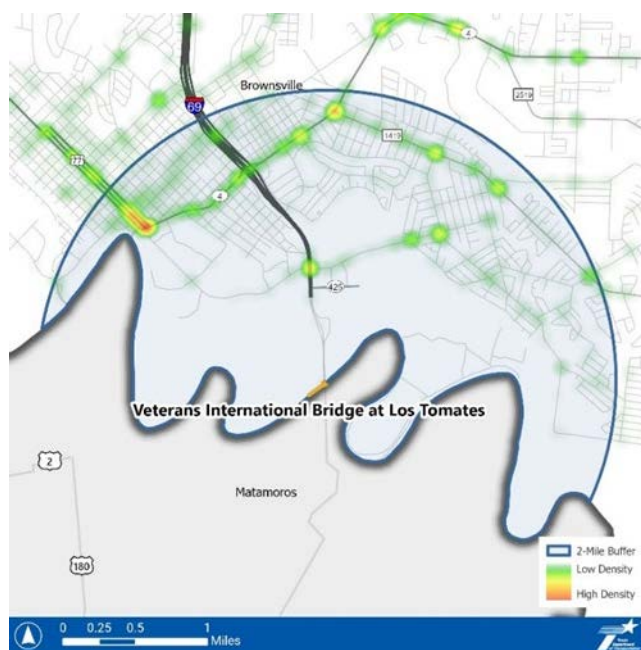 4
2519
Brownsville
69
1419
77
4
425
Veterans International Bridge at Los Tomates
2
Matamoros
180
2-Mile Buffer
Low Density
High Density
0 0.25 0.5 1
Miles